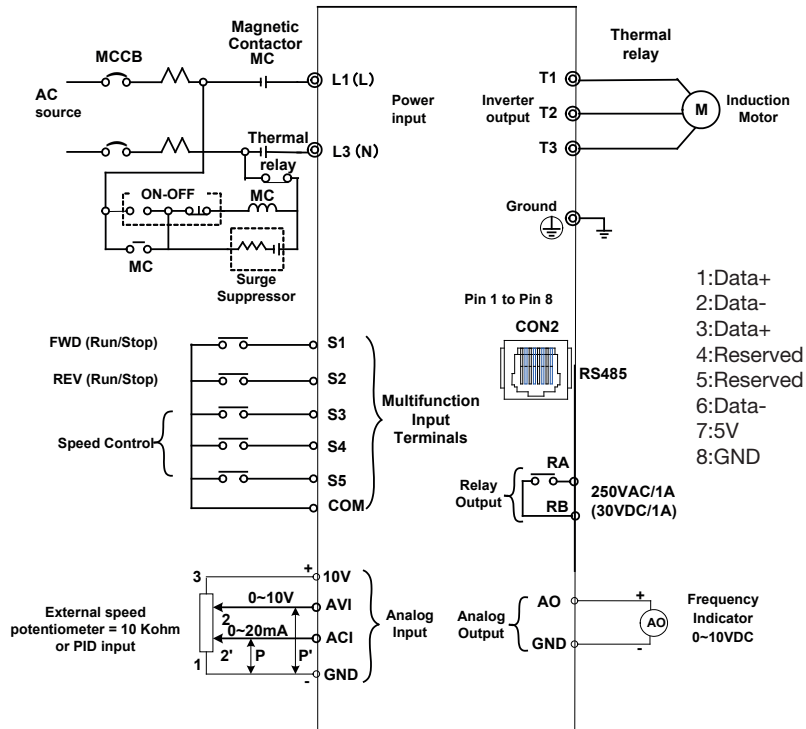 Magnetic
Contactor
MC
MCCB
AC
source
L1 (L)
Power
input
Inverter
output
T1
T2
T3
Thermal
relay
M
Induction
Motor
Thermal
relay
L3 (N)
ON-OFF
MC
MC
Surge
Suppressor
Ground
Pin 1 to Pin 8
CON2
RS485
1:Data+
2:Data-
3:Data+
4:Reserved
5:Reserved
6:Data-
7:5V
8:GND
FWD (Run/Stop)
S1
REV (Run/Stop)
S2
Speed Control
S3
S4
S5
COM
Multifunction
Input
Terminals
Relay
Output
RA
RB
250VAC/1A
(30VDC/1A)
External speed
potentiometer = 10 Kohm
or PID input
3
+
10V
0~10V
AVI
2
0~20mA
ACI
1
2'
P
P'
-
GND
Analog
Input
Analog
Output
AO
GND
+
AO
-
Frequency
Indicator
0~10VDC